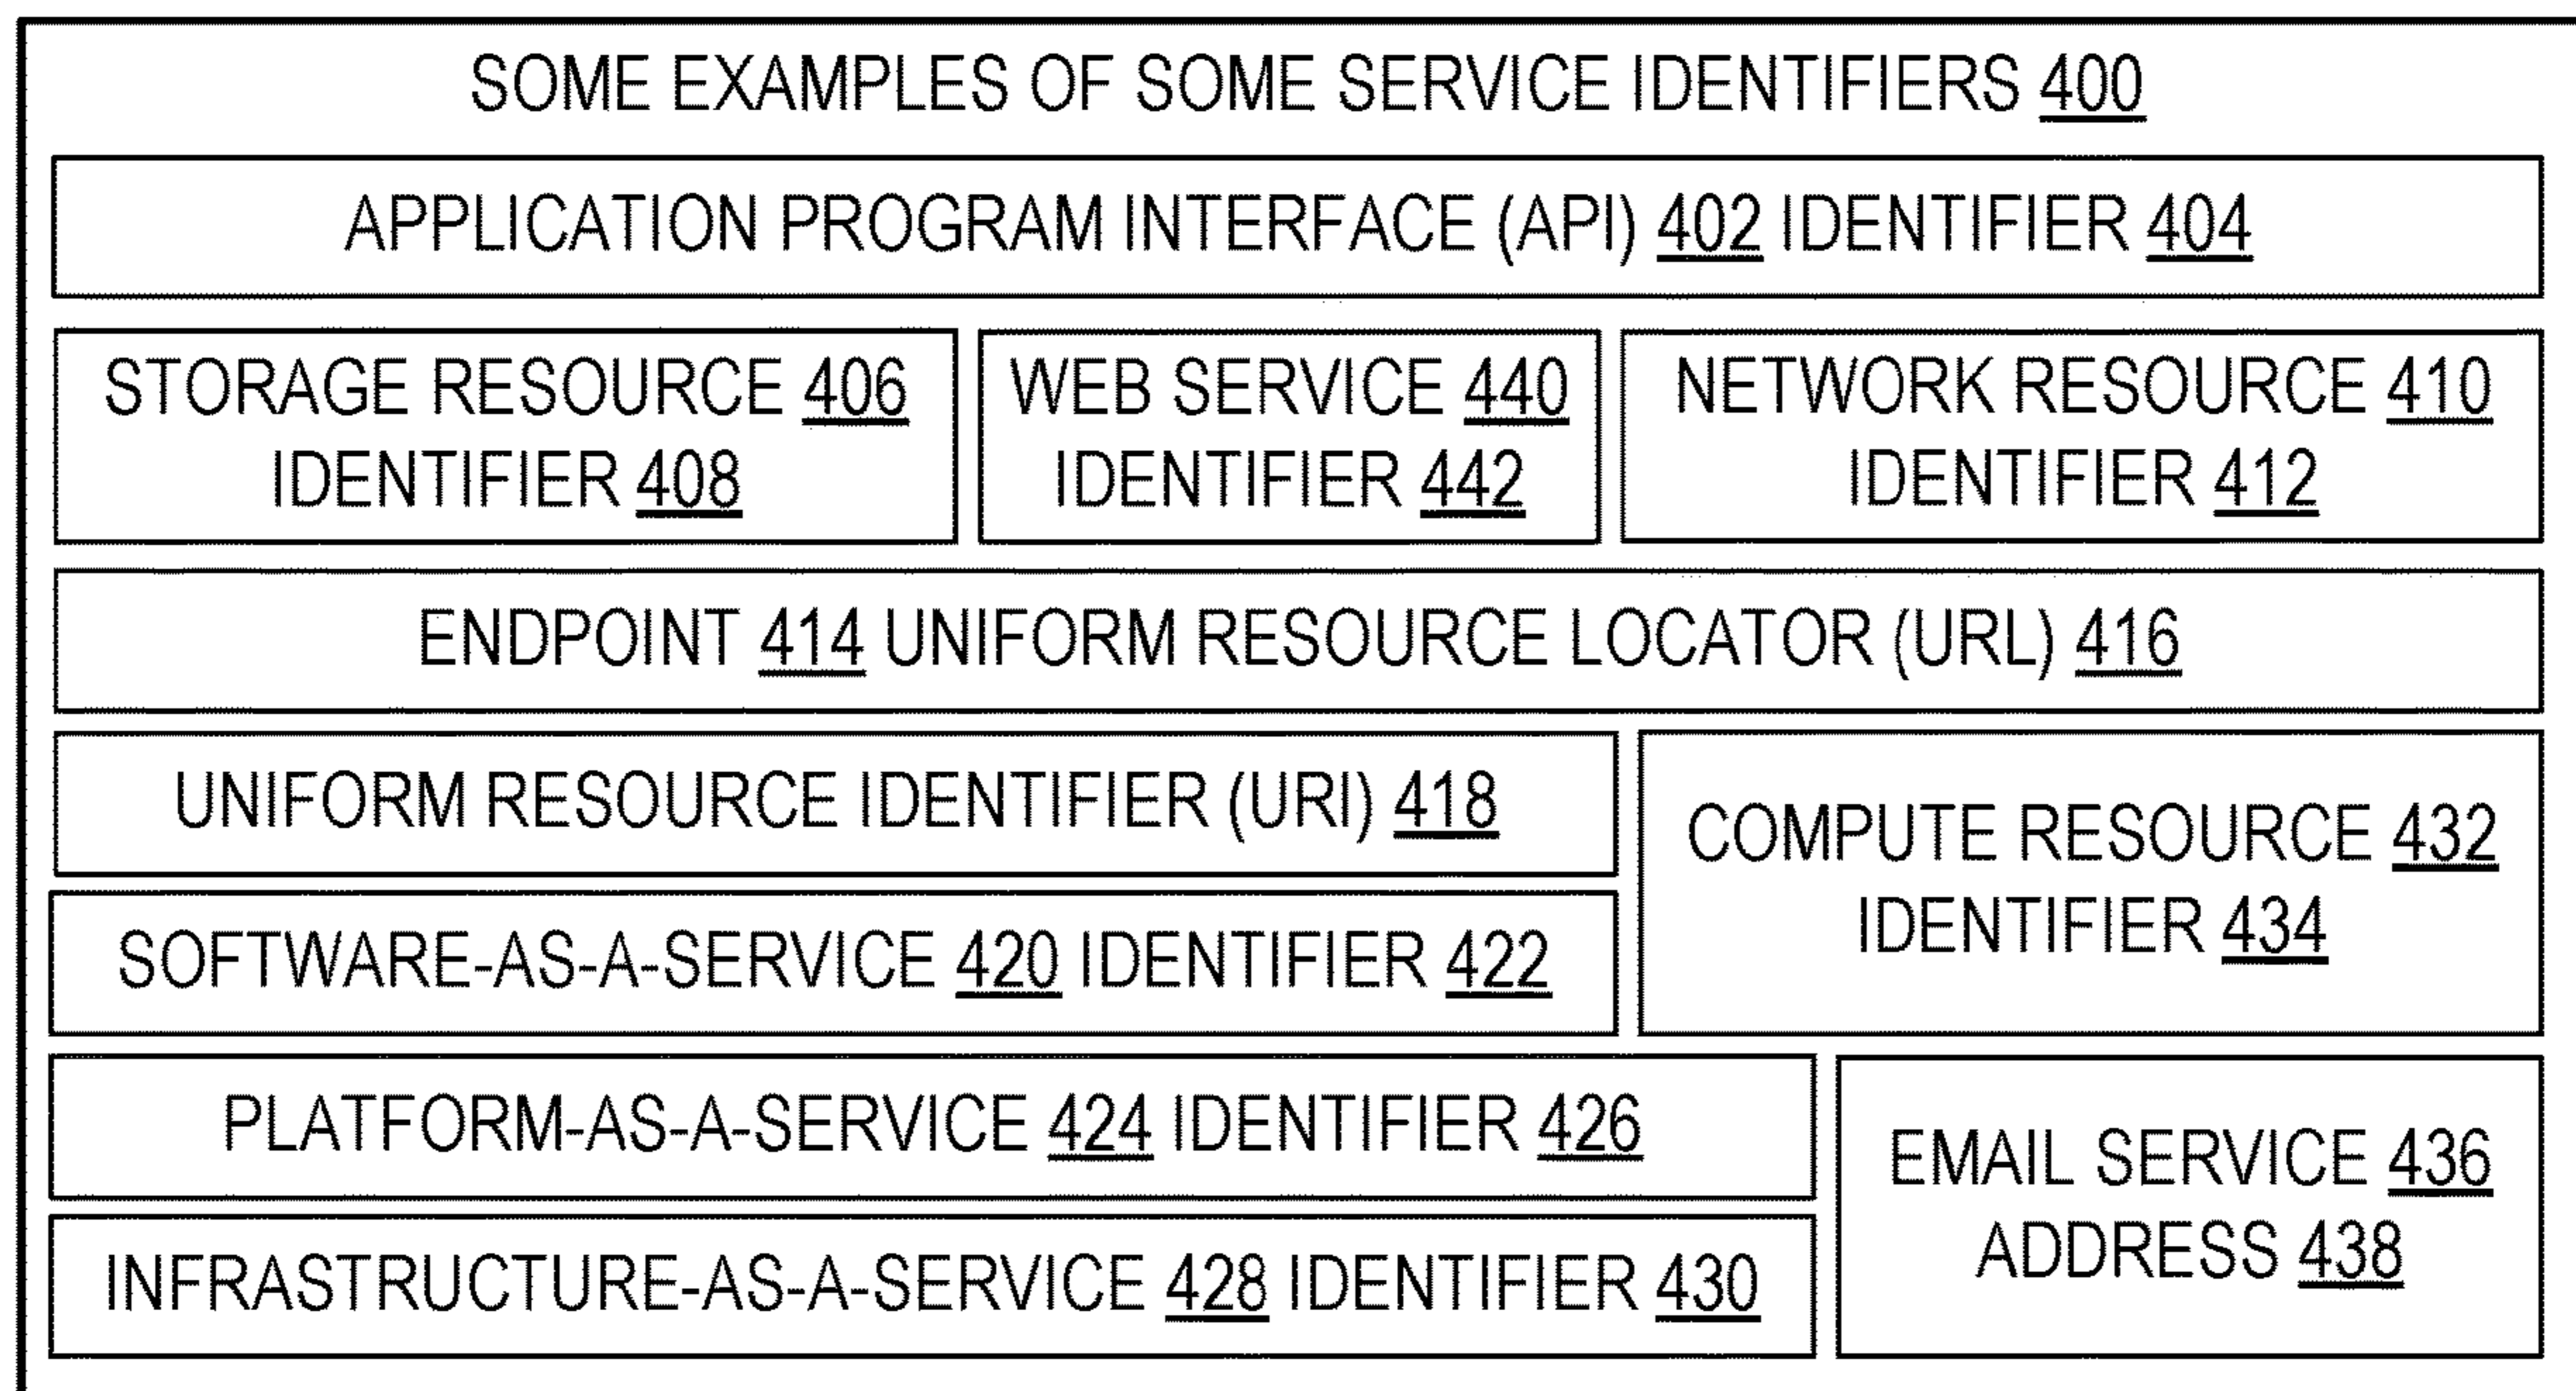 SOME EXAMPLES OF SOME SERVICE IDENTIFIERS 400
APPLICATION PROGRAM INTERFACE (API) 402 IDENTIFIER 404
STORAGE RESOURCE 406
IDENTIFIER 408
WEB SERVICE 440
IDENTIFIER 442
NETWORK RESOURCE 410
IDENTIFIER 412
ENDPOINT 414 UNIFORM RESOURCE LOCATOR (URL) 416
UNIFORM RESOURCE IDENTIFIER (URI) 418
SOFTWARE-AS-A-SERVICE 420 IDENTIFIER 422
COMPUTE RESOURCE 432
IDENTIFIER 434
PLATFORM-AS-A-SERVICE 424 IDENTIFIER 426
INFRASTRUCTURE-AS-A-SERVICE 428 IDENTIFIER 430
EMAIL SERVICE 436
ADDRESS 438